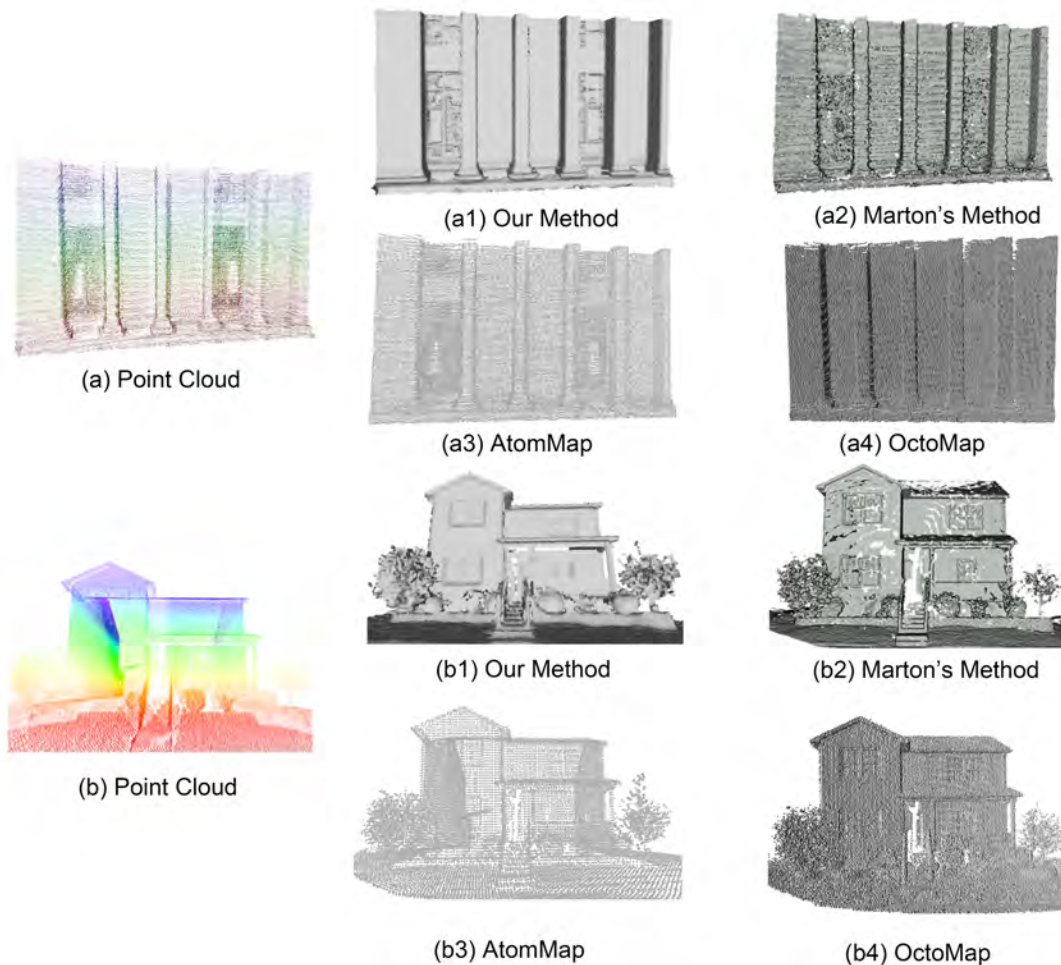 (a1) Our Method
(a2) Marton's Method
(a) Point Cloud
(a3) AtomMap
(a4) OctoMap
(b1) Our Method
(b2) Marton's Method
(b) Point Cloud
(b3) AtomMap
(b4) OctoMap